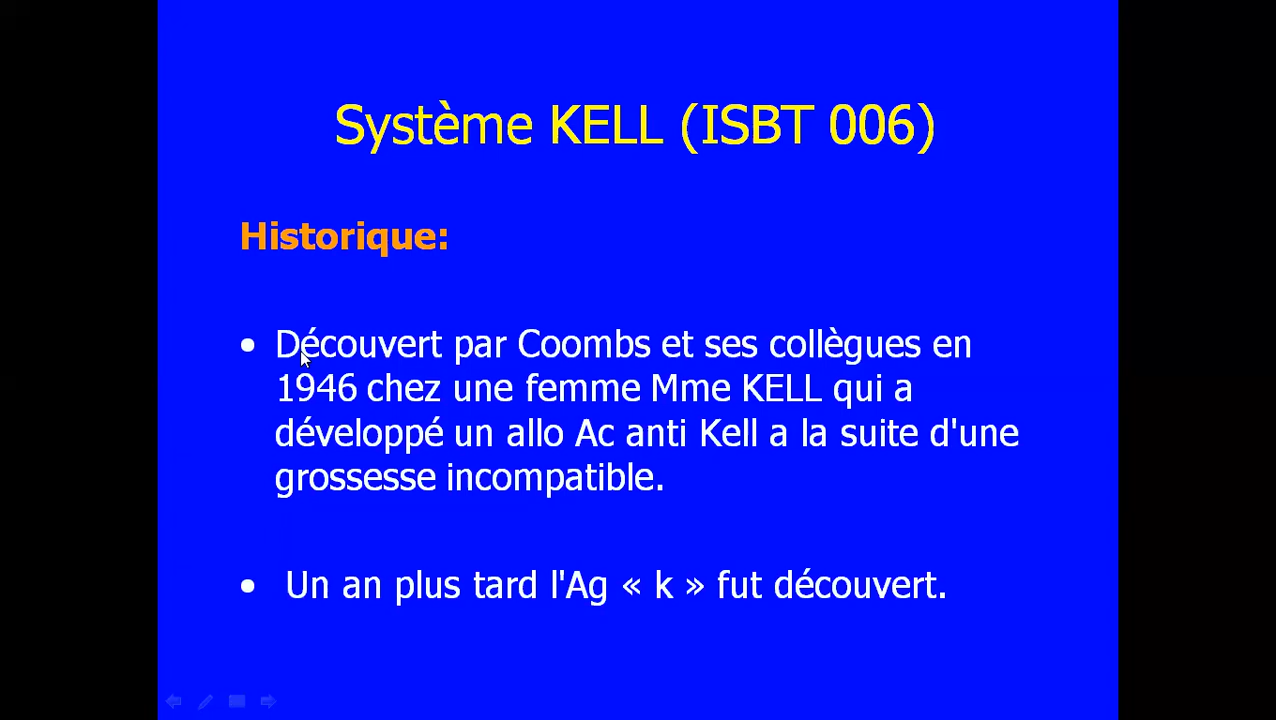 Système KELL (ISBT 006)
Historique:
• Découvert par Coombs et ses collègues en
1946 chez une femme Mme KELL qui a
développé un allo Ac anti Kell a la suite d'une
grossesse incompatible.
• Un an plus tard l'Ag « k » fut découvert.